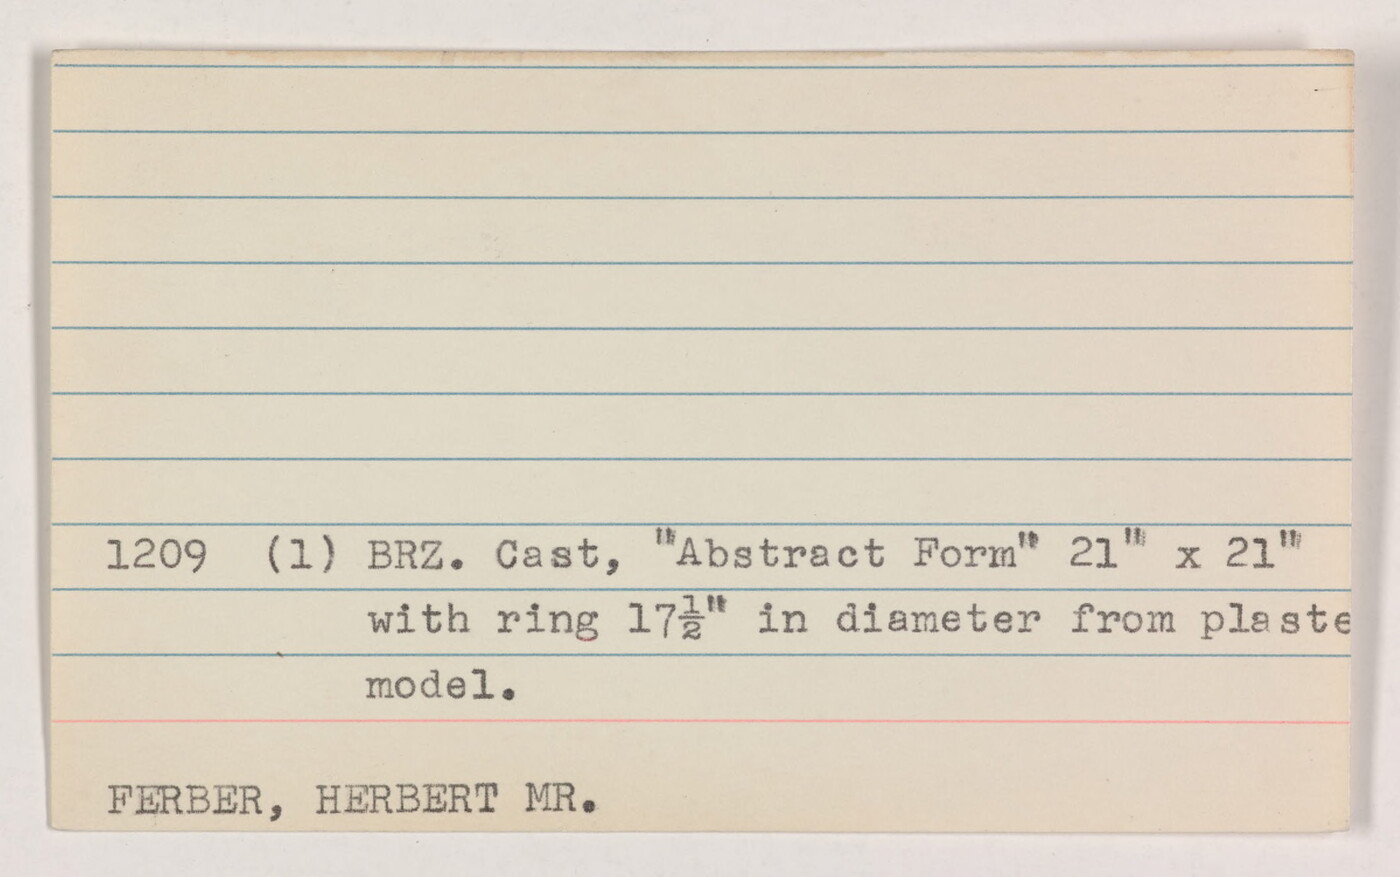 1209 (1) BRZ. Cast, "Abstract Form" 21" x 21"
with ring 17½" in diameter from plaste
model.
FERBER, HERBERT MR.